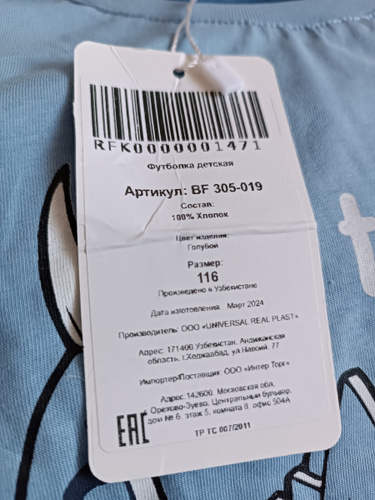 RFK0000001471
Футболка детская
Артикул: BF 305-019
Состав:
100% Хлопок
Цвет изделия:
Голубой
Размер:
116
Произведено в Узбекистане
Дата изготовления: Март 2024
Производитель: ООО «UNIVERSAL REAL PLAST»
Адрес: 171400 Узбекистан, Андижанская
область, г.Ходжаабад, ул.Навоий, 77
Импортер/Поставщик: ООО «Интер Торг»
Адрес: 142600, Московская обл,
г. Орехово-Зуево, Центральный бульвар,
дом № 6, этаж 5, комната 8, офис 504А
ЕАС
ТР ТС 007/2011
t